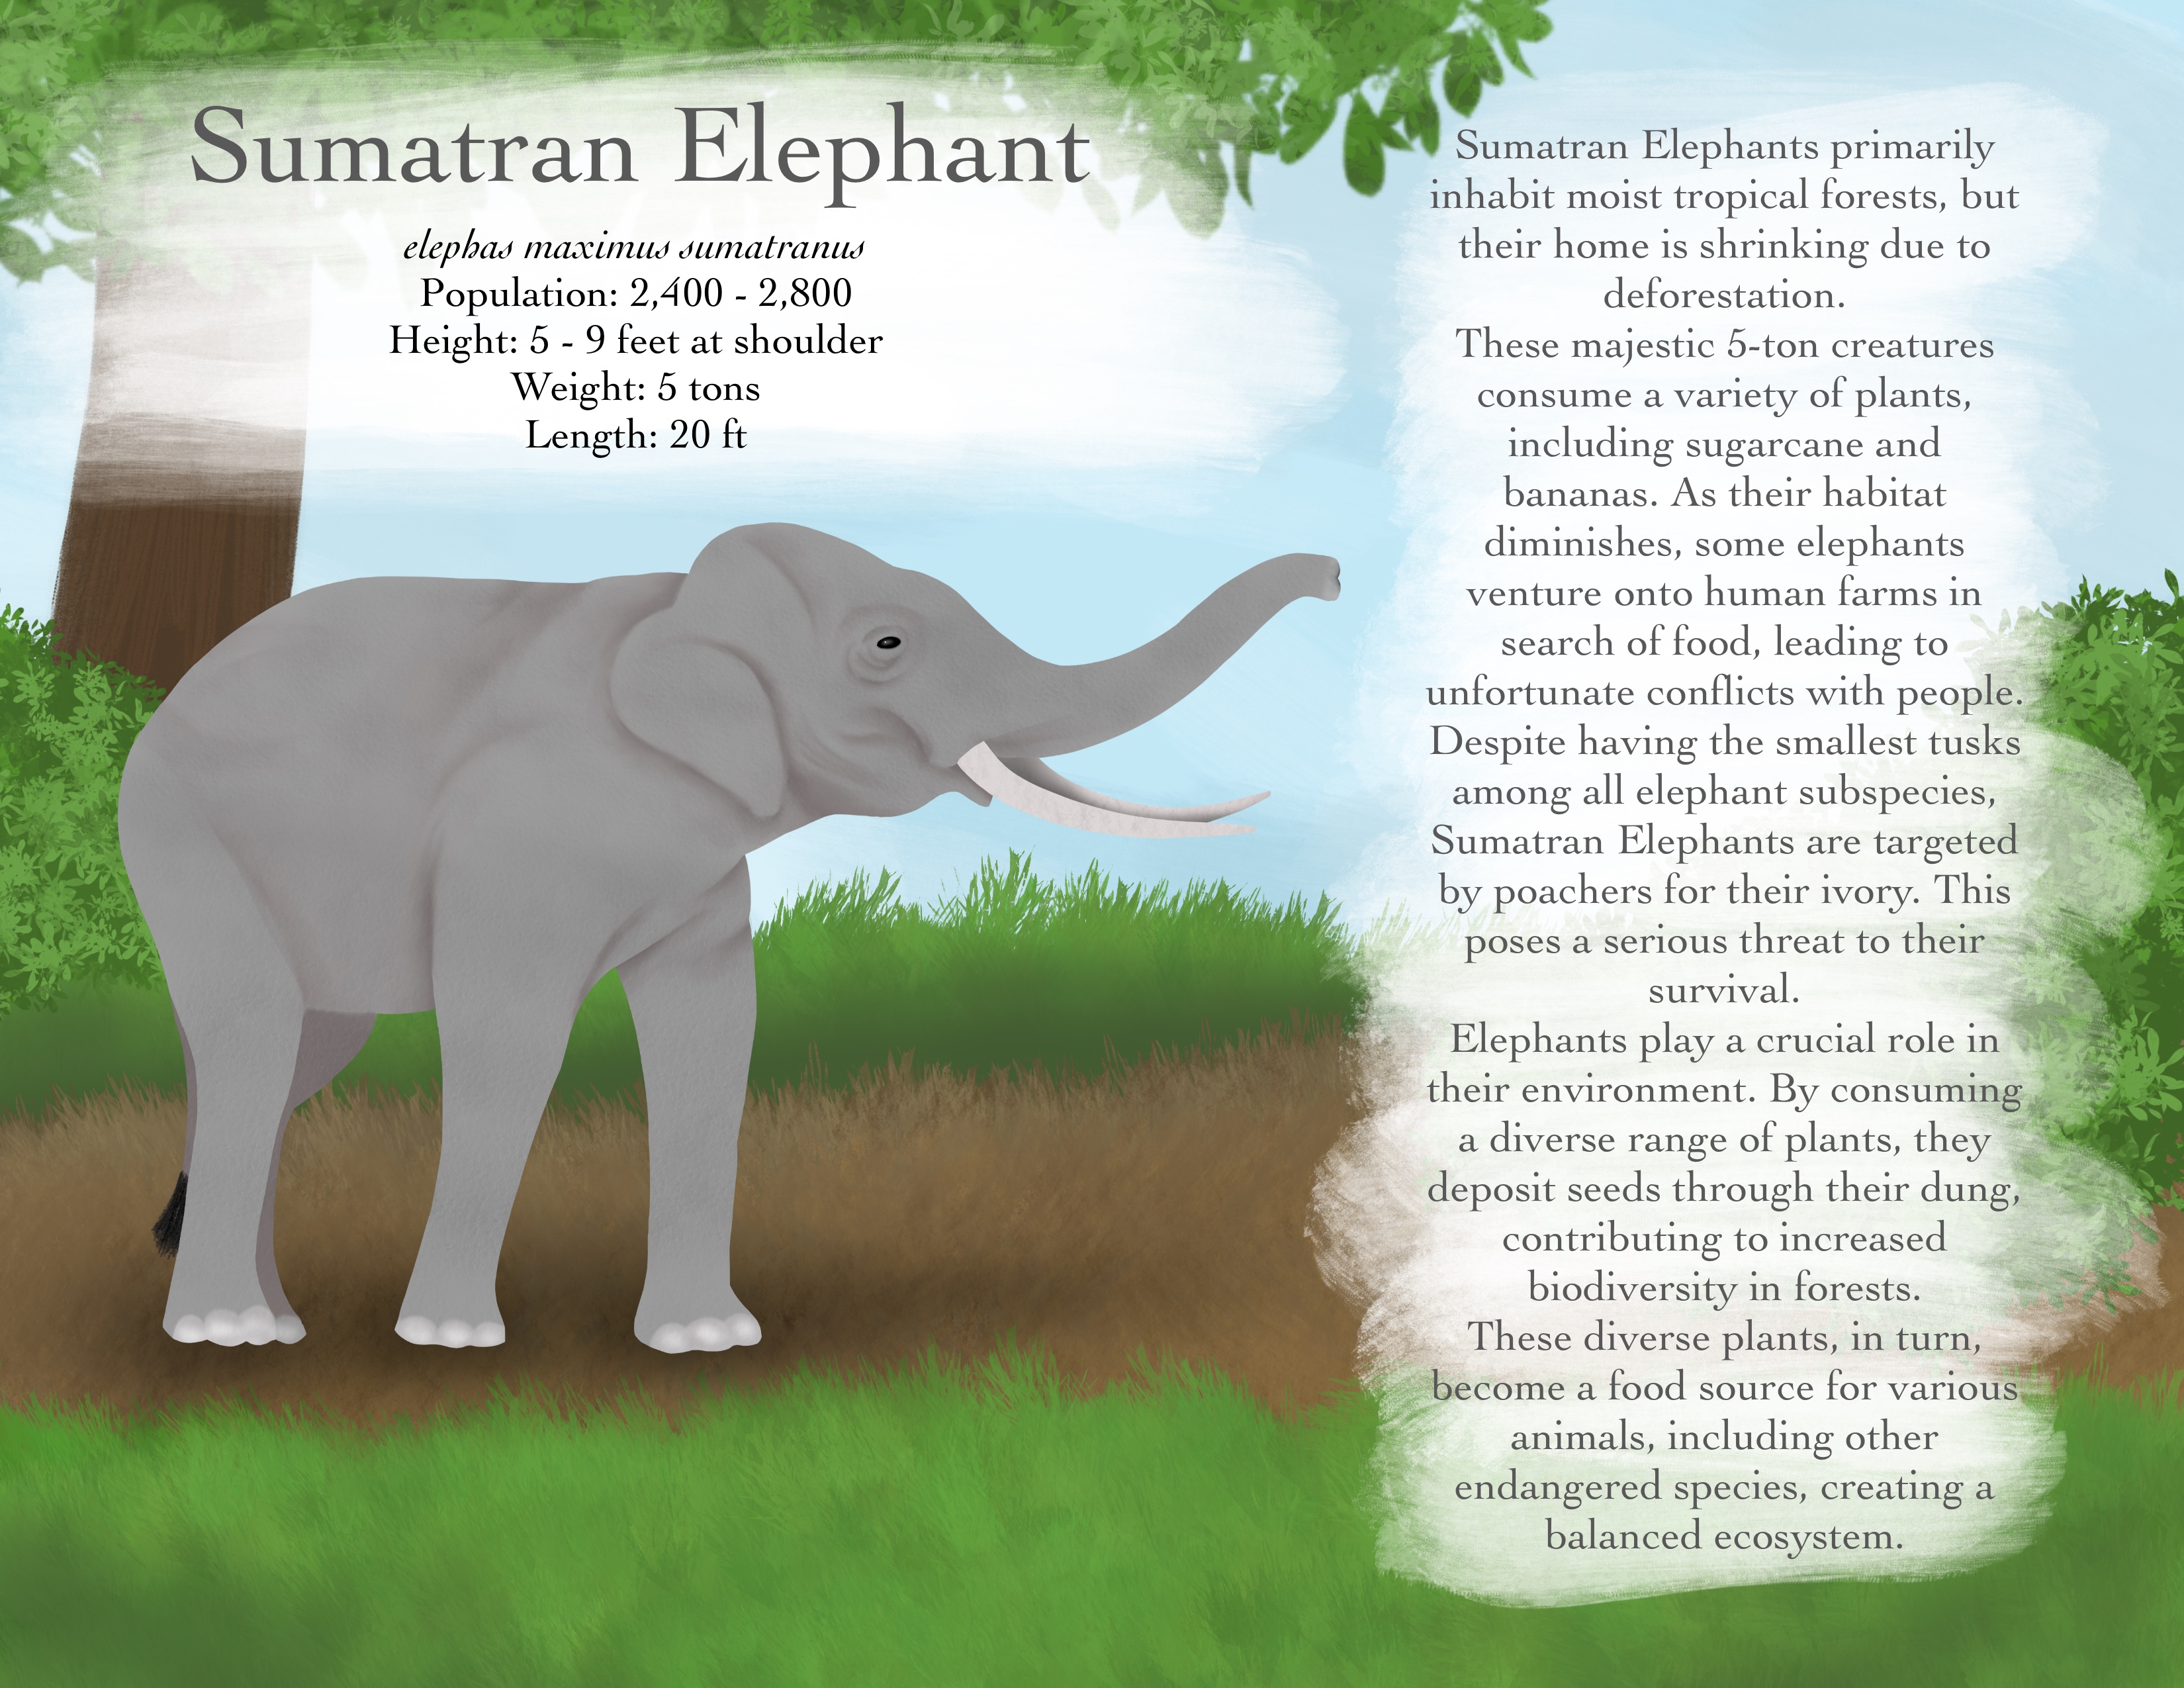 Sumatran Elephant
elephas maximus sumatranus
Population: 2,400 - 2,800
Height: 5 - 9 feet at shoulder
Weight: 5 tons
Length: 20 ft
Sumatran Elephants primarily
inhabit moist tropical forests, but
their home is shrinking due to
deforestation.
These majestic 5-ton creatures
consume a variety of plants,
including sugarcane and
bananas. As their habitat
diminishes, some elephants
venture onto human farms in
search of food, leading to
unfortunate conflicts with people.
Despite having the smallest tusks
among all elephant subspecies,
Sumatran Elephants are targeted
by poachers for their ivory. This
poses a serious threat to their
survival.
Elephants play a crucial role in
their environment. By consuming
a diverse range of plants, they
deposit seeds through their dung,
contributing to increased
biodiversity in forests.
These diverse plants, in turn,
become a food source for various
animals, including other
endangered species, creating a
balanced ecosystem.